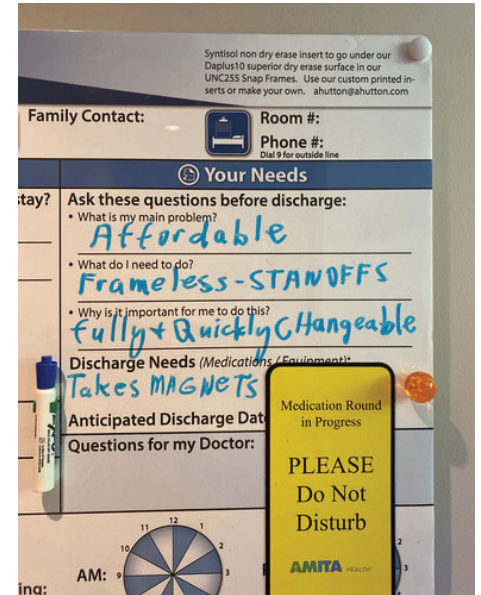 Syntisol non dry erase insert to go under our
Daplus10 superior dry erase surface in our
UNC255 Snap Frames. Use our custom printed in-
serts or make your own. ahutton@ahutton.com
Family Contact:
Room #:
Phone #:
Dial 9 for outside line
Your Needs
stay?
Ask these questions before discharge:
• What is my main problem?
Affordable
• What do I need to do?
Frameless-STANDOFFS
• Why is it important for me to do this?
fully + Quickly CHangeable
Discharge Needs (Medications / Equipment):
Takes MAGNETS
Anticipated Discharge Dat
Questions for my Doctor:
Medication Round
in Progress
PLEASE
Do Not
Disturb
AMITA HEALTH
AM:
12
1
2
3
9
10
11
2
3
ing: